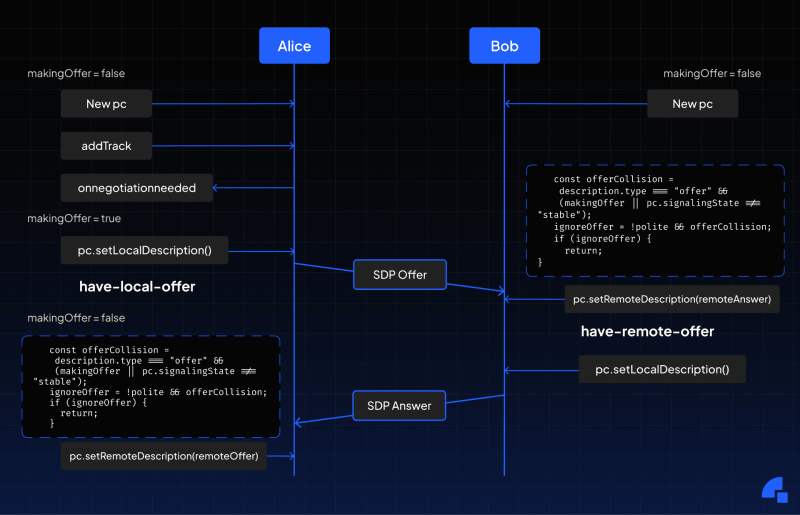 Alice
Bob
makingOffer = false
makingOffer = false
New pc
New pc
addTrack
onnegotiationneeded
const offerCollision =
description.type === "offer" &&
(makingOffer || pc.signalingState !==
"stable");
ignoreOffer = !polite && offerCollision;
if (ignoreOffer) {
return;
}
makingOffer = true
pc.setLocalDescription()
SDP Offer
have-local-offer
pc.setRemoteDescription(remoteAnswer)
makingOffer = false
have-remote-offer
const offerCollision =
description.type === "offer" &&
(makingOffer || pc.signalingState !==
"stable");
ignoreOffer = !polite && offerCollision;
if (ignoreOffer) {
return;
}
pc.setLocalDescription()
SDP Answer
pc.setRemoteDescription(remoteOffer)